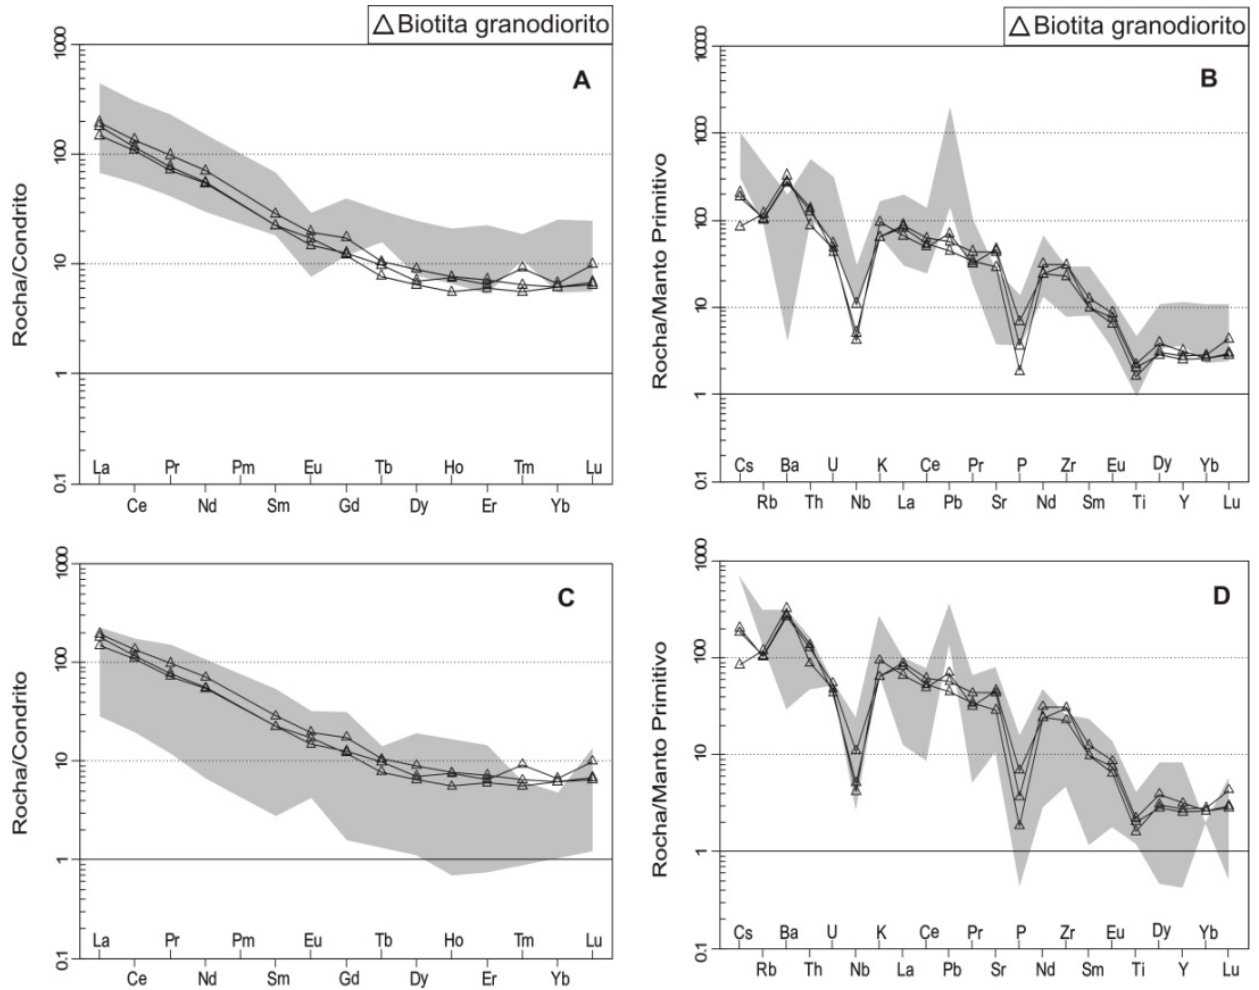 △ Biotita granodiorito
A
Rocha/Condrito
1000
100
10
1
0.1
La Pr Pm Eu Tb Ho Tm Lu
Ce Nd Sm Gd Dy Er Yb
△ Biotita granodiorito
B
Rocha/Manto Primitivo
10000
1000
100
10
1
0.1
Cs Ba U K Ce Pr P Zr Eu Dy Yb
Rb Th Nb La Pb Sr Nd Sm Ti Y Lu
C
Rocha/Condrito
1000
100
10
1
0.1
La Pr Pm Eu Tb Ho Tm Lu
Ce Nd Sm Gd Dy Er Yb
D
Rocha/Manto Primitivo
1000
100
10
1
0.1
Cs Ba U K Ce Pr P Zr Eu Dy Yb
Rb Th Nb La Pb Sr Nd Sm Ti Y Lu